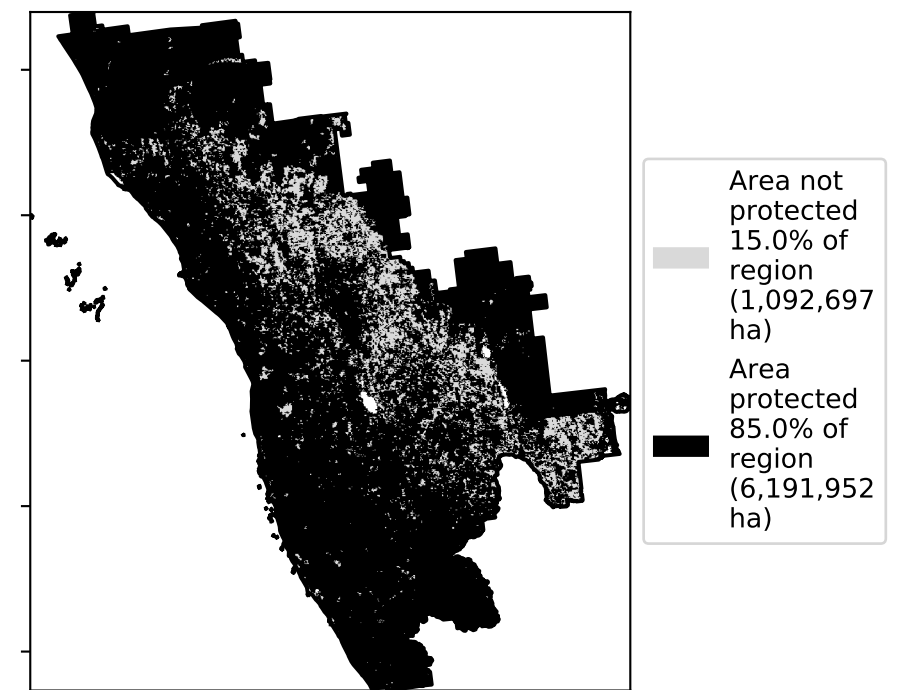 Area not
protected
15.0% of
region
(1,092,697
ha)
Area
protected
85.0% of
region
(6,191,952
ha)